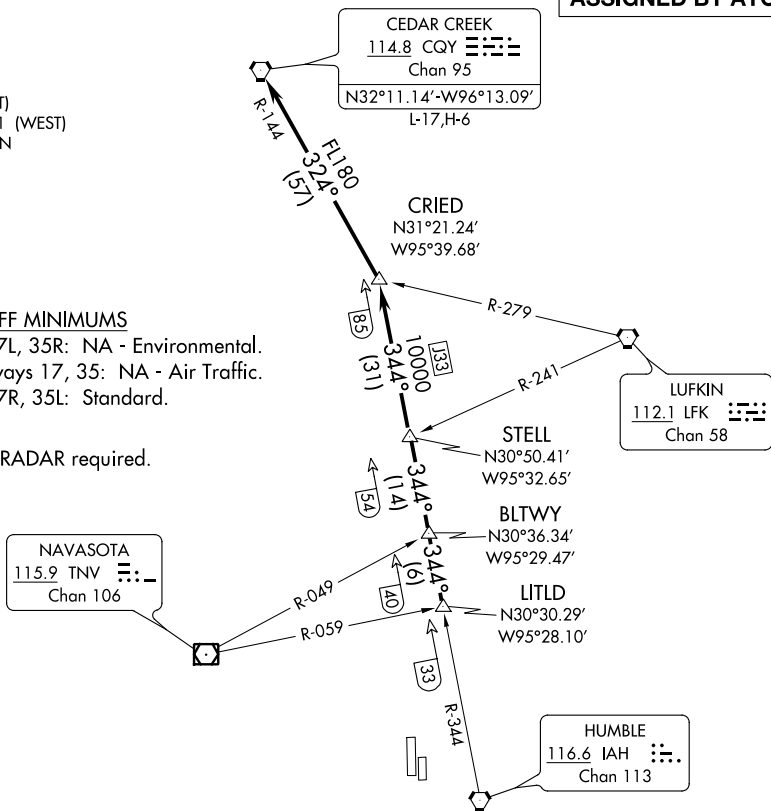 ASSIGNED BY ATC
CEDAR CREEK
114.8 CQY
Chan 95
N32°11.14'-W96°13.09'
L-17,H-6
T)
1 (WEST)
N
R-144
FL180
324°
(57)
CRIED
N31°21.24'
W95°39.68'
85
R-279
FF MINIMUMS
7L, 35R: NA - Environmental.
ways 17, 35: NA - Air Traffic.
7R, 35L: Standard.
J33
10000
344°
(31)
R-241
LUFKIN
112.1 LFK
Chan 58
RADAR required.
STELL
N30°50.41'
W95°32.65'
54
344°
(14)
BLTWY
N30°36.34'
W95°29.47'
NAVASOTA
115.9 TNV
Chan 106
R-049
40
344°
(6)
LITLD
N30°30.29'
W95°28.10'
R-059
33
R-344
HUMBLE
116.6 IAH
Chan 113